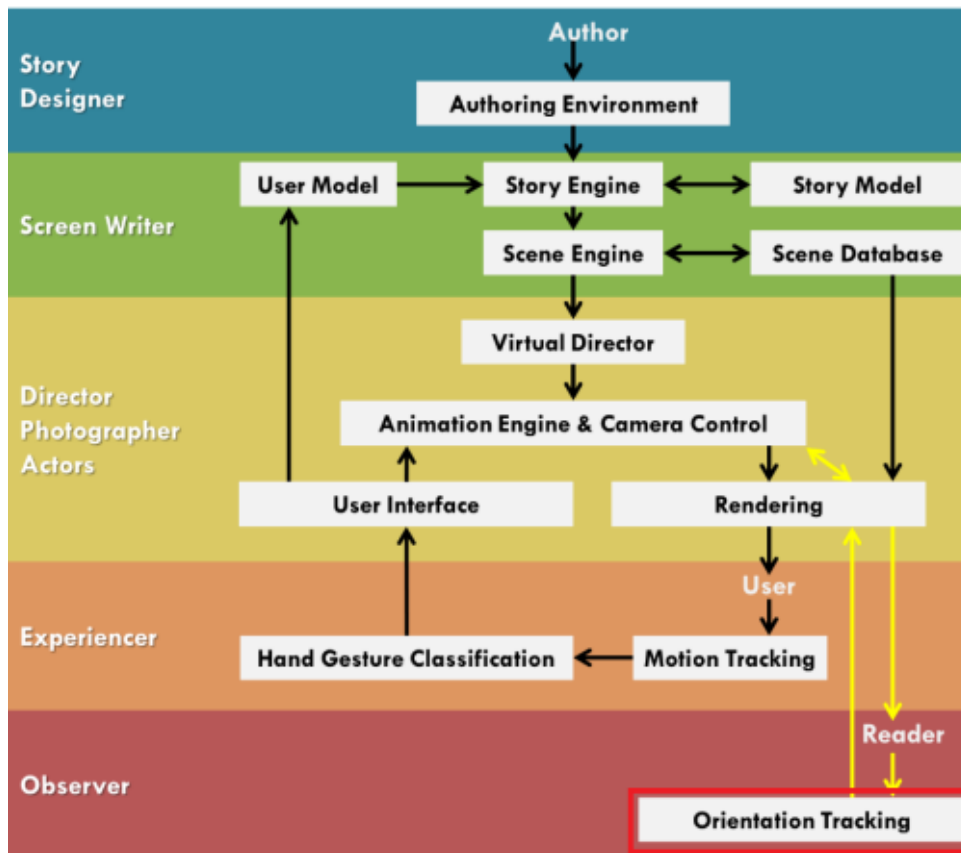 Author
Story
Designer
Authoring Environment
User Model
Story Engine
Story Model
Screen Writer
Scene Engine
Scene Database
Virtual Director
Director
Photographer
Actors
Animation Engine & Camera Control
User Interface
Rendering
User
Experiencer
Hand Gesture Classification
Motion Tracking
Reader
Observer
Orientation Tracking